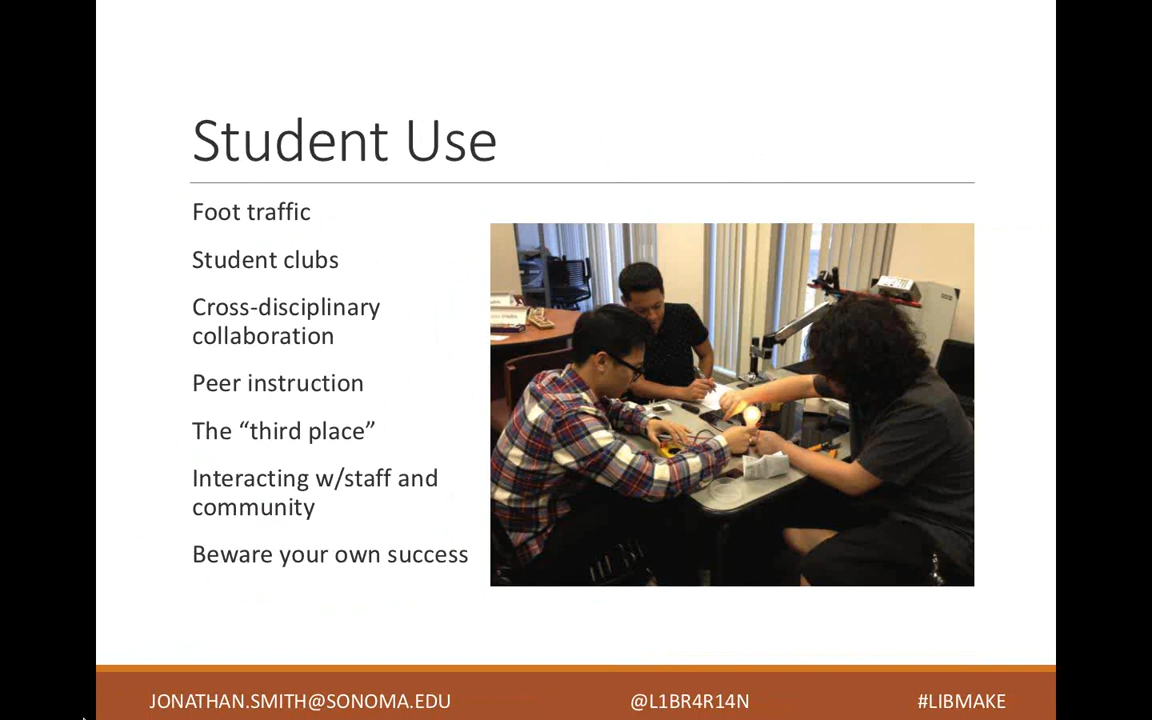 Student Use
Foot traffic
Student clubs
Cross-disciplinary
collaboration
Peer instruction
The “third place”
Interacting w/staff and
community
Beware your own success
JONATHAN.SMITH@SONOMA.EDU
@L1BR4R14N
#LIBMAKE